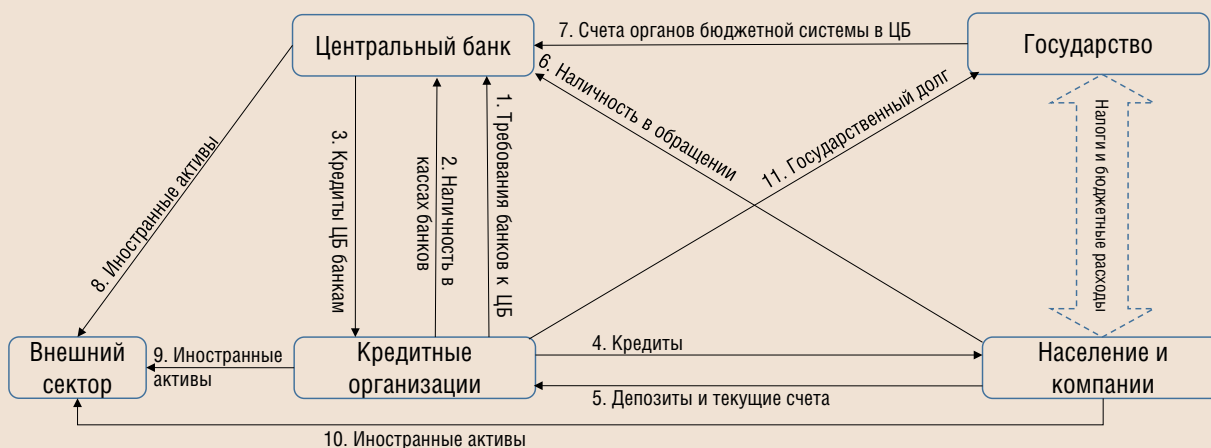 7. Счета органов бюджетной системы в ЦБ
Центральный банк
Государство
6. Наличность в обращении
11. Государственный долг
Налоги и бюджетные расходы
8. Иностранные активы
3. Кредиты ЦБ банкам
2. Наличность в
кассах банков
1. Требования банков к ЦБ
Внешний
сектор
9. Иностранные
активы
Кредитные
организации
4. Кредиты
5. Депозиты и текущие счета
Население и
компании
10. Иностранные активы